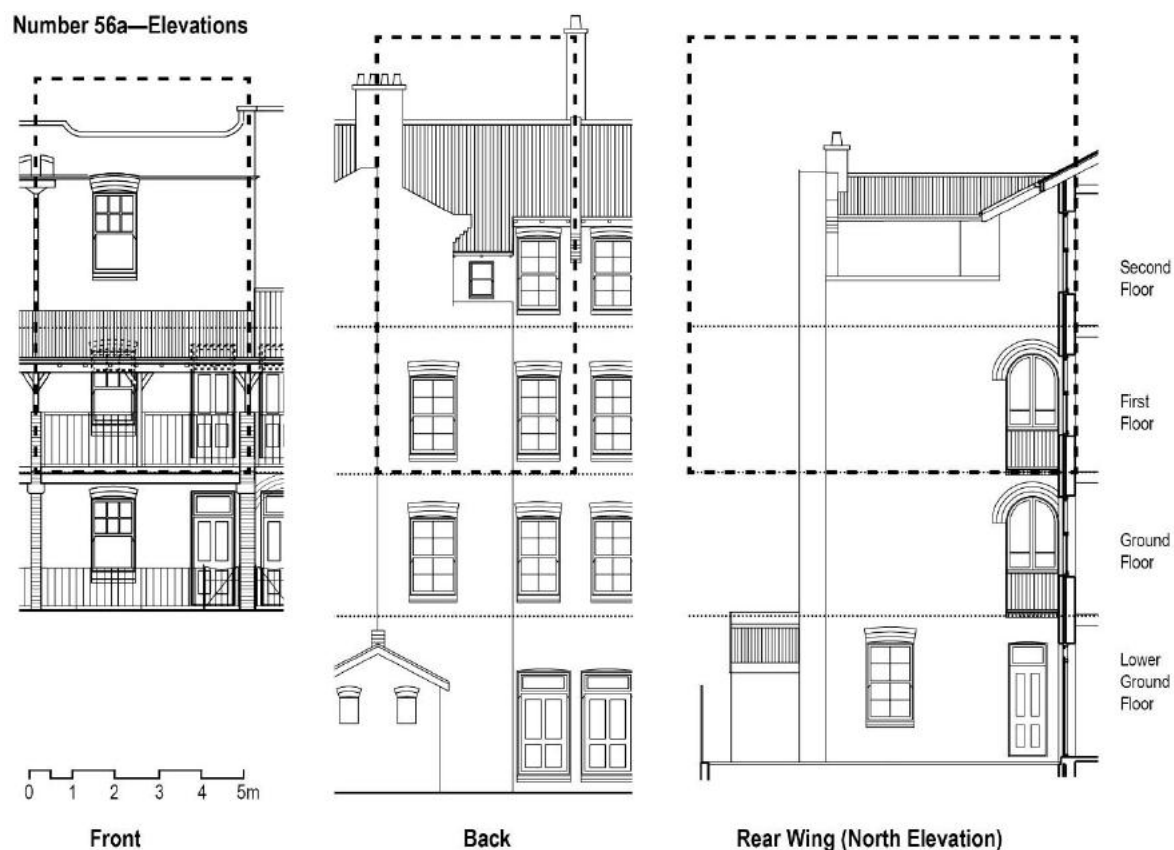 Number 56a—Elevations
Second
Floor
First
Floor
Ground
Floor
Lower
Ground
Floor
0 1 2 3 4 5m
Front
Back
Rear Wing (North Elevation)